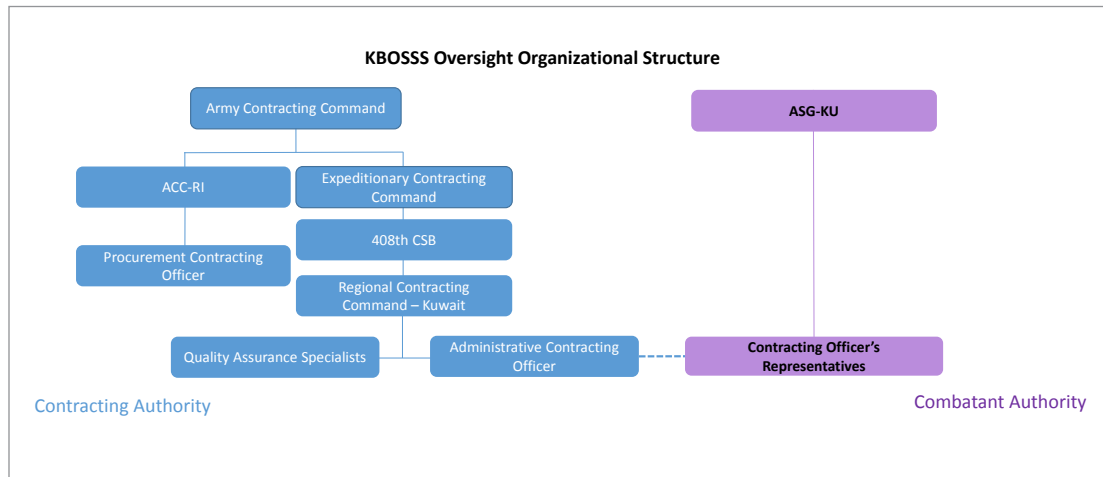 KBOSSS Oversight Organizational Structure
Army Contracting Command
ASG-KU
ACC-RI
Expeditionary Contracting
Command
408th CSB
Procurement Contracting
Officer
Regional Contracting
Command – Kuwait
Quality Assurance Specialists
Administrative Contracting
Officer
Contracting Officer's
Representatives
Contracting Authority
Combatant Authority